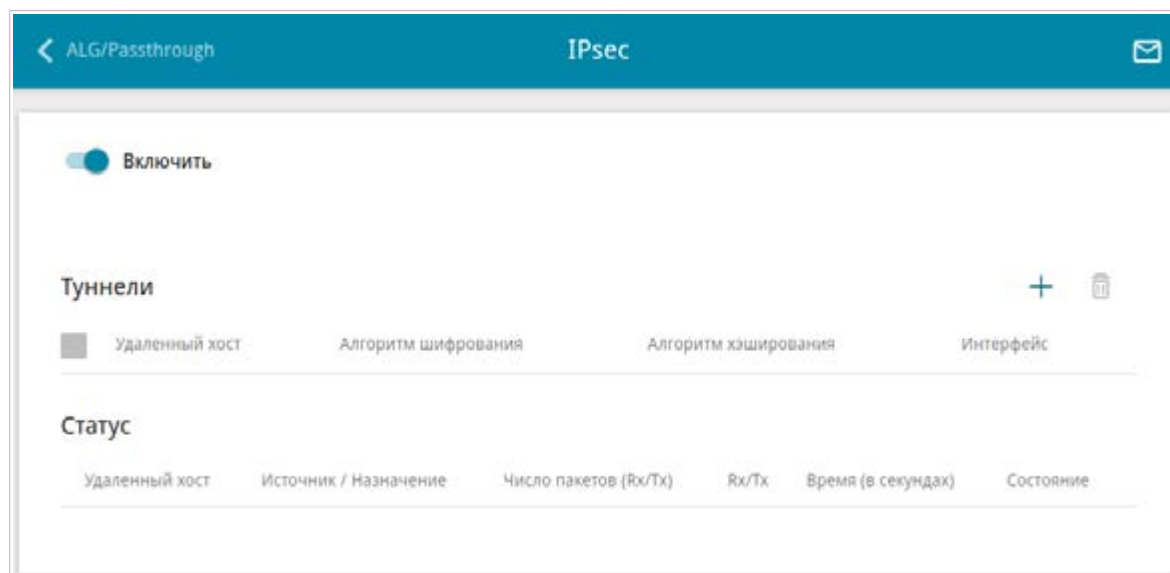 ALG/Passthrough IPsec
Включить
Туннели
Удаленный хост Алгоритм шифрования Алгоритм хэширования Интерфейс
Статус
Удаленный хост Источник / Назначение Число пакетов (Rx/Tx) Rx/Tx Время (в секундах) Состояние